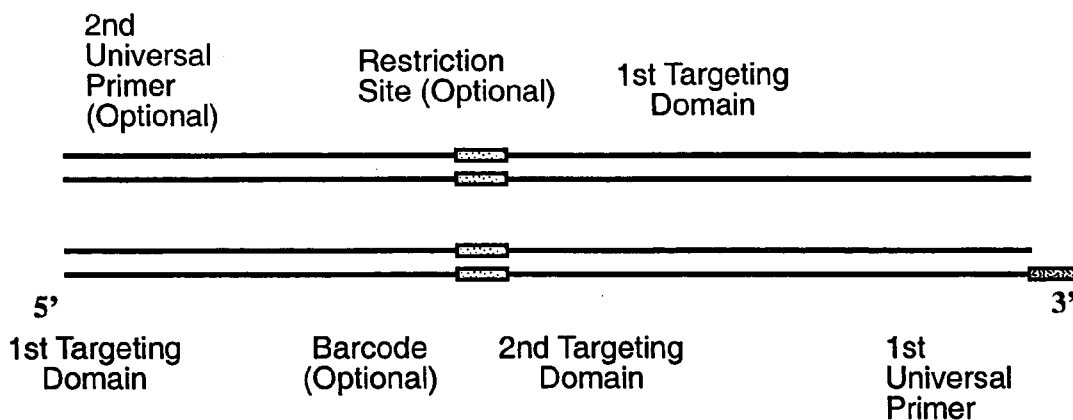 2nd
Universal
Primer
(Optional)
Restriction
Site (Optional)
1st Targeting
Domain
5’
3’
1st Targeting
Domain
Barcode
(Optional)
2nd Targeting
Domain
1st
Universal
Primer